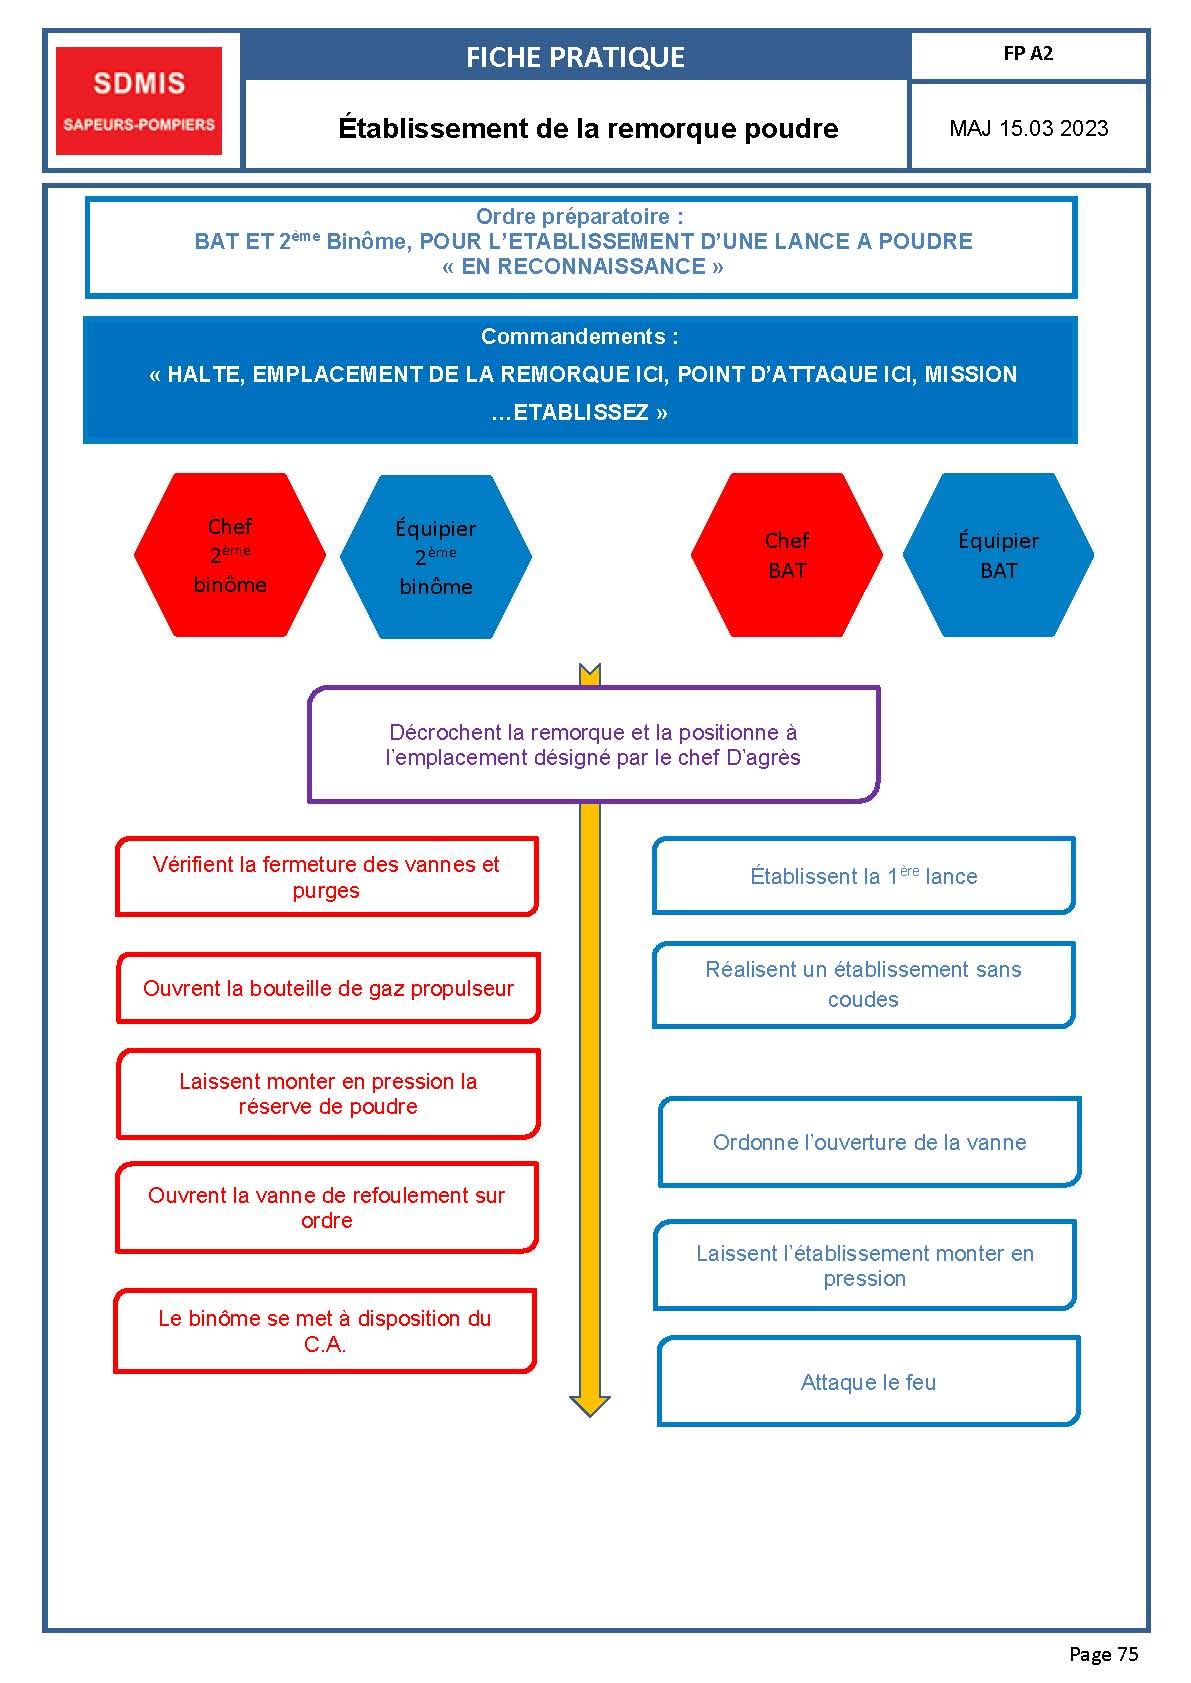 SDMIS
SAPEURS-POMPIERS
FICHE PRATIQUE
FP A2
Établissement de la remorque poudre
MAJ 15.03 2023
Ordre préparatoire :
BAT ET 2ème Binôme, POUR L’ETABLISSEMENT D’UNE LANCE A POUDRE
« EN RECONNAISSANCE »
Commandements :
« HALTE, EMPLACEMENT DE LA REMORQUE ICI, POINT D’ATTAQUE ICI, MISSION
…ETABLISSEZ »
Chef
2ème
binôme
Équipier
2ème
binôme
Chef
BAT
Équipier
BAT
Décrochent la remorque et la positionne à
l’emplacement désigné par le chef D’agrès
Vérifient la fermeture des vannes et
purges
Établissent la 1ère lance
Ouvrent la bouteille de gaz propulseur
Réalisent un établissement sans
coudes
Laissent monter en pression la
réserve de poudre
Ordonne l’ouverture de la vanne
Ouvrent la vanne de refoulement sur
ordre
Laissent l’établissement monter en
pression
Le binôme se met à disposition du
C.A.
Attaque le feu
Page 75